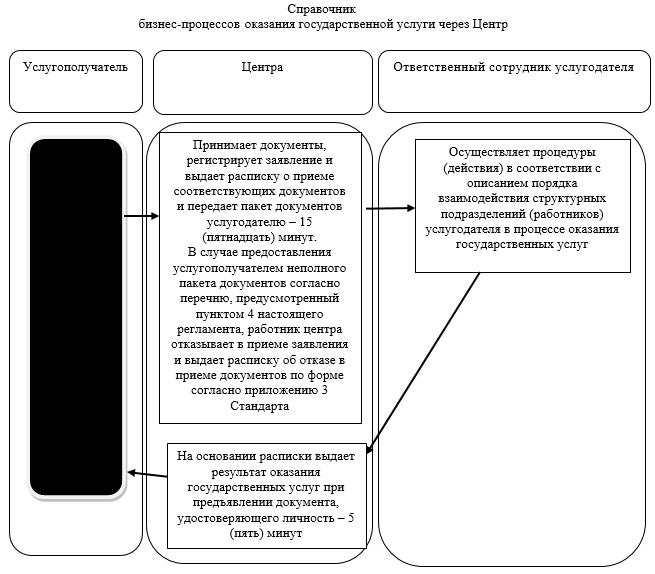 Справочник
бизнес-процессов оказания государственной услуги через Центр
Услугополучатель
Центра
Ответственный сотрудник услугодателя
Принимает документы,
регистрирует заявление и
выдает расписку о приеме
соответствующих документов
и передает пакет документов
услугодателю – 15
(пятнадцать) минут.
В случае предоставления
услугополучателем неполного
пакета документов согласно
перечню, предусмотренный
пунктом 4 настоящего
регламента, работник центра
отказывает в приеме заявления
и выдает расписку об отказе в
приеме документов по форме
согласно приложению 3
Стандарта
Осуществляет процедуры
(действия) в соответствии с
описанием порядка
взаимодействия структурных
подразделений (работников)
услугодателя в процессе оказания
государственных услуг
На основании расписки выдает
результат оказания
государственных услуг при
предъявлении документа,
удостоверяющего личность – 5
(пять) минут